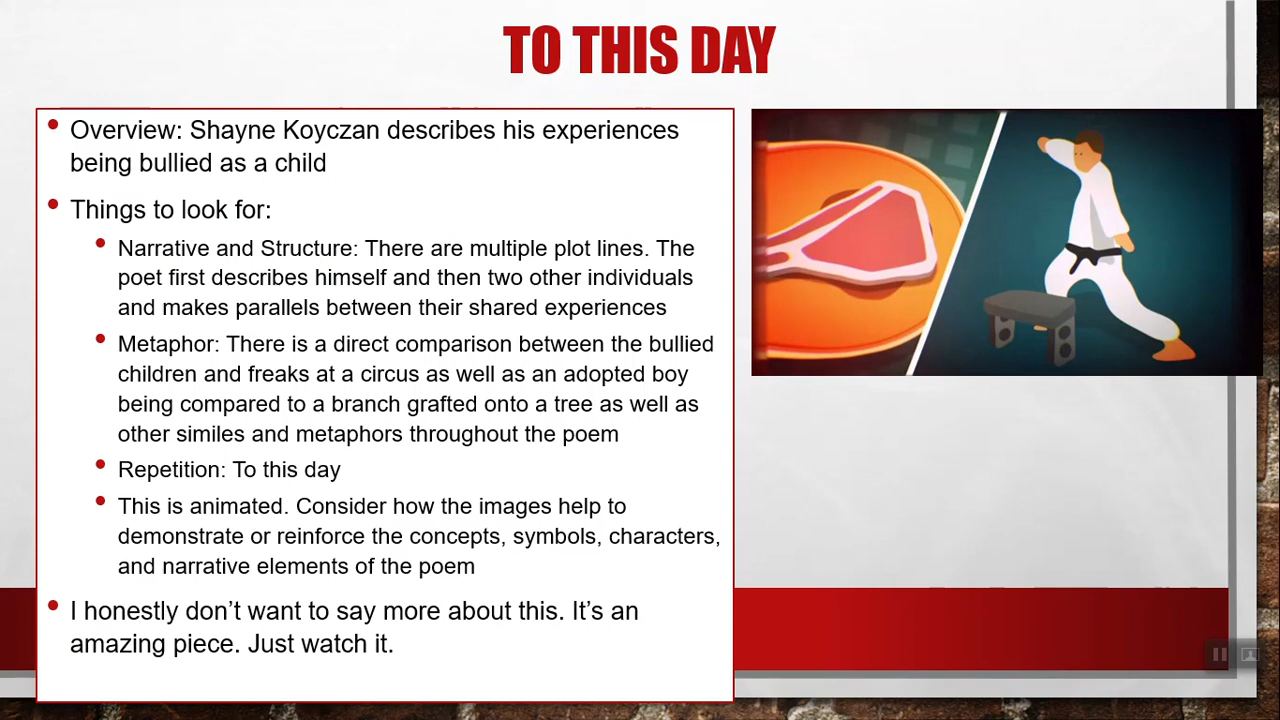 TO THIS DAY
Overview: Shayne Koyczan describes his experiences
being bullied as a child
Things to look for:
Narrative and Structure: There are multiple plot lines. The
poet first describes himself and then two other individuals
and makes parallels between their shared experiences
Metaphor: There is a direct comparison between the bullied
children and freaks at a circus as well as an adopted boy
being compared to a branch grafted onto a tree as well as
other similes and metaphors throughout the poem
Repetition: To this day
This is animated. Consider how the images help to
demonstrate or reinforce the concepts, symbols, characters,
and narrative elements of the poem
I honestly don’t want to say more about this. It’s an
amazing piece. Just watch it.